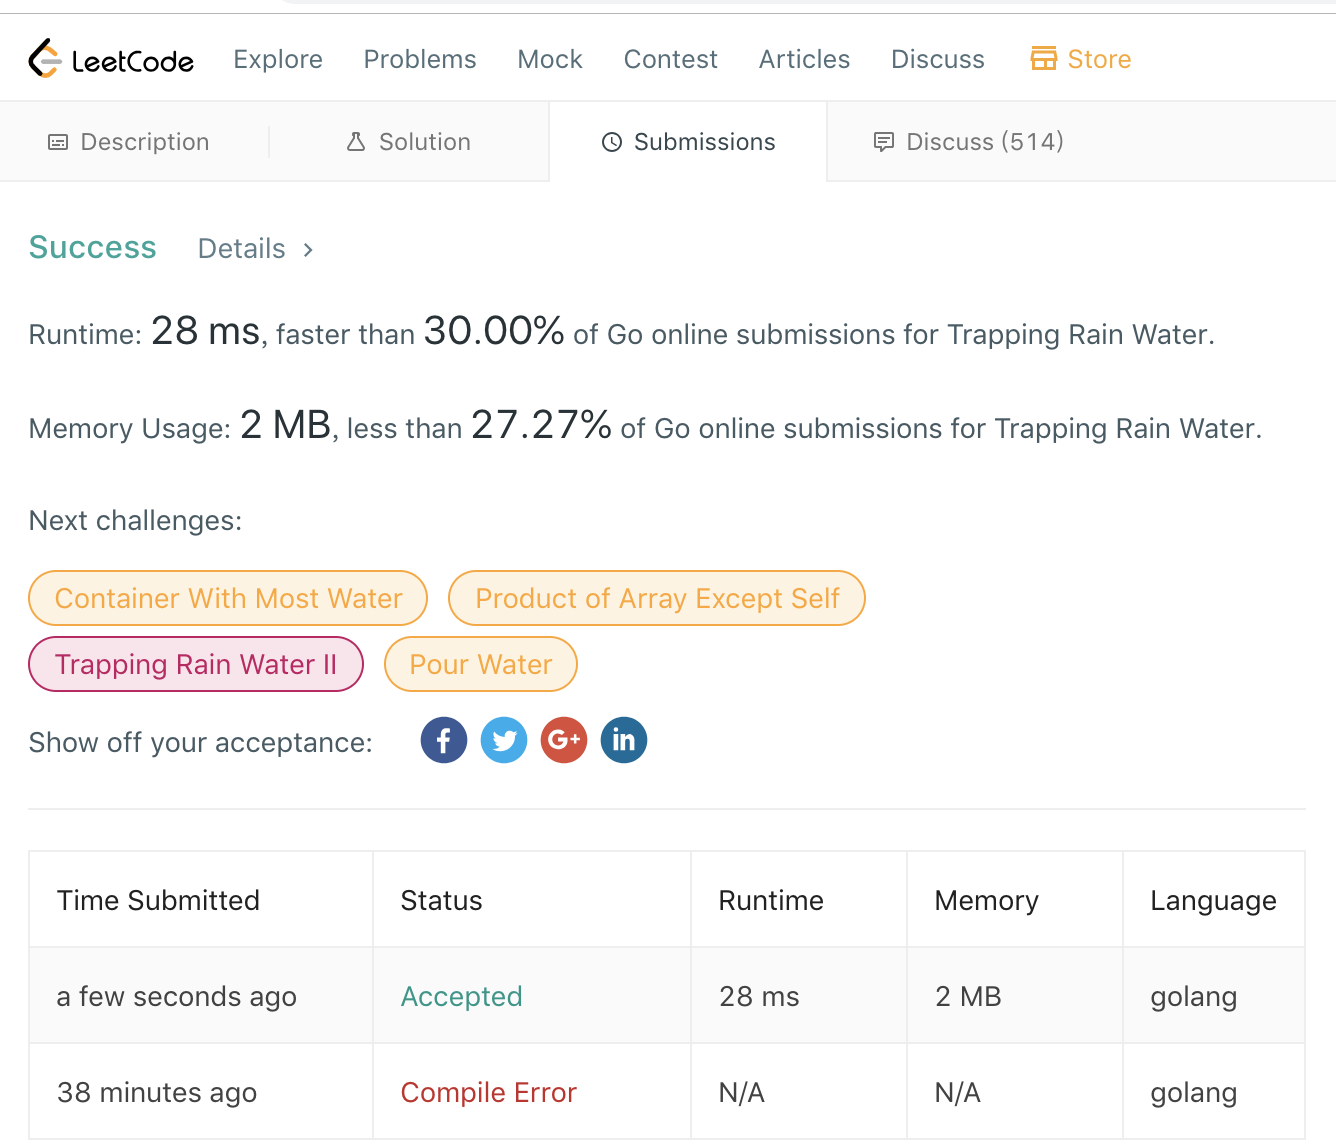 LeetCode Explore Problems Mock Contest Articles Discuss Store
Description Solution Submissions Discuss (514)
Success Details
Runtime: 28 ms, faster than 30.00% of Go online submissions for Trapping Rain Water.
Memory Usage: 2 MB, less than 27.27% of Go online submissions for Trapping Rain Water.
Next challenges:
Container With Most Water Product of Array Except Self
Trapping Rain Water II Pour Water
Show off your acceptance: f G+ in
Time Submitted Status Runtime Memory Language
a few seconds ago Accepted 28 ms 2 MB golang
38 minutes ago Compile Error N/A N/A golang